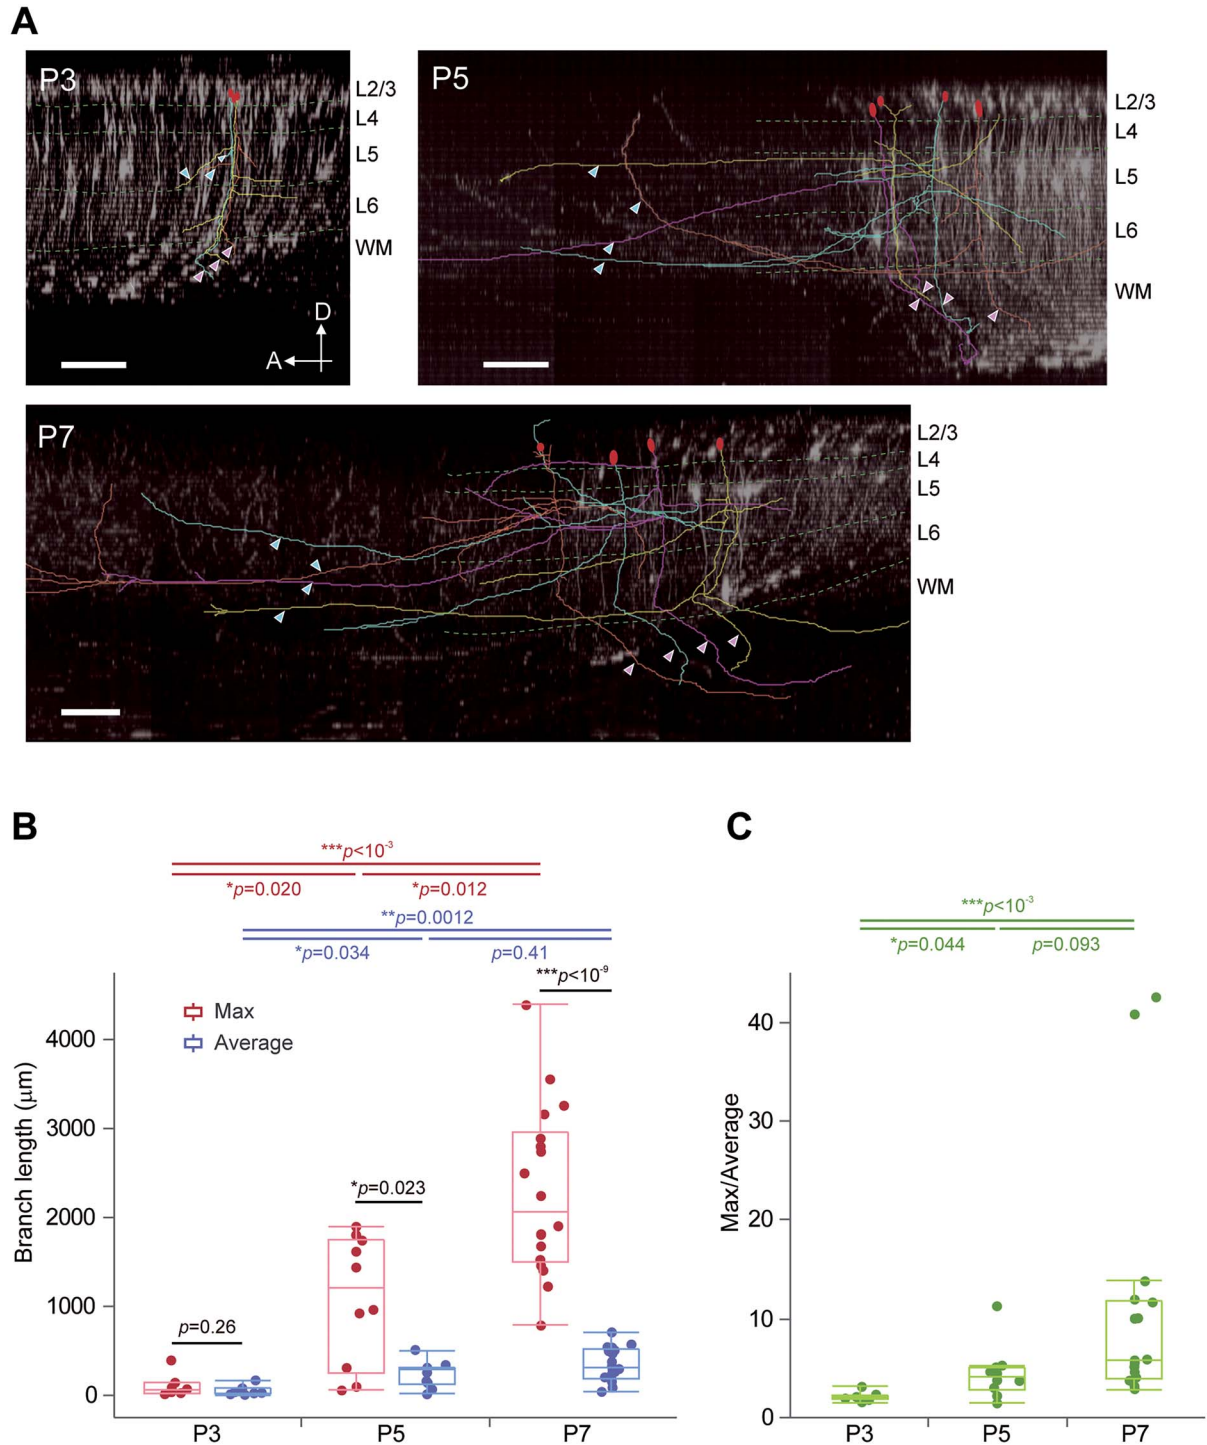 A
P3
L2/3
L4
L5
L6
WM
D
A
P5
L2/3
L4
L5
L6
WM
P7
L2/3
L4
L5
L6
WM
B
***p<10-3
*p=0.020
*p=0.012
**p=0.0012
*p=0.034
p=0.41
***p<10-9
Max
Average
*p=0.023
p=0.26
Branch length (μm)
4000
3000
2000
1000
0
P3
P5
P7
C
***p<10-3
*p=0.044
p=0.093
Max/Average
40
30
20
10
0
P3
P5
P7